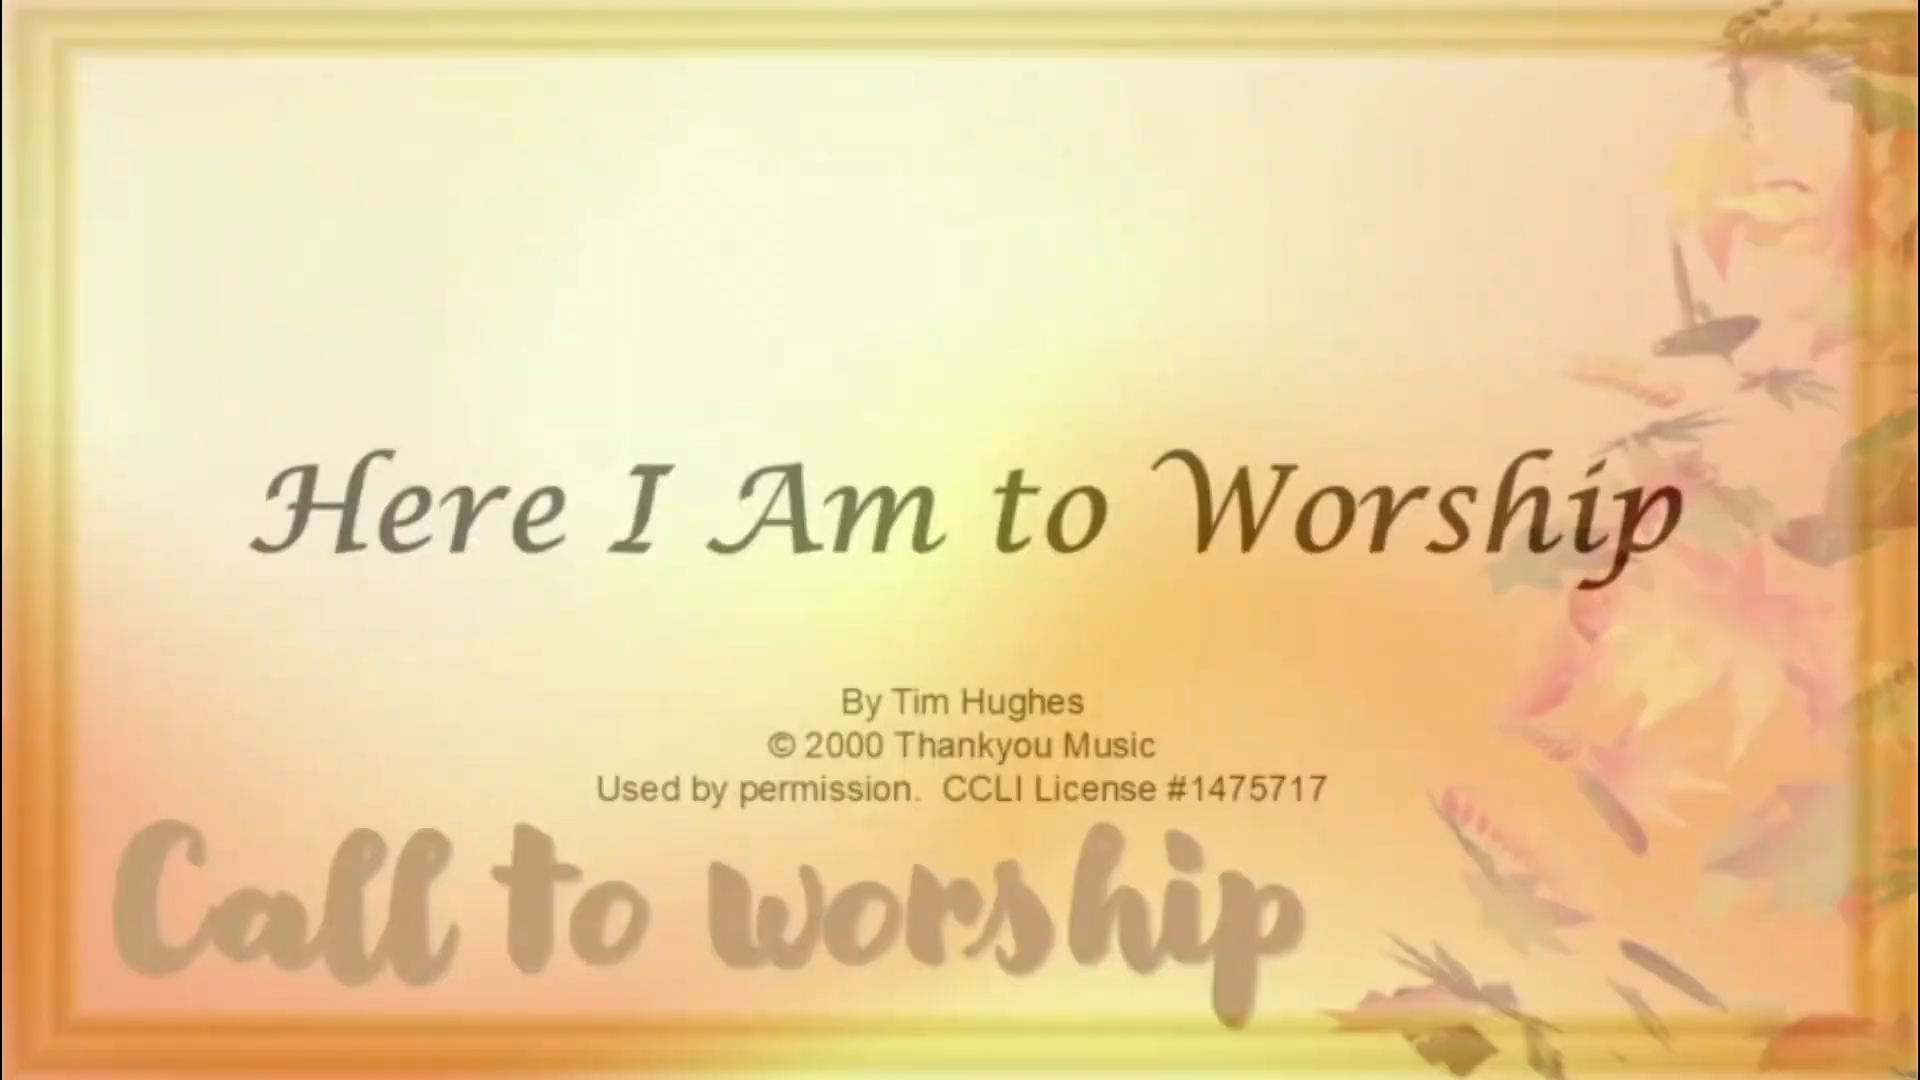 Here I Am to Worship
By Tim Hughes
© 2000 Thankyou Music
Used by permission.  CCLI License #1475717
Call to worship